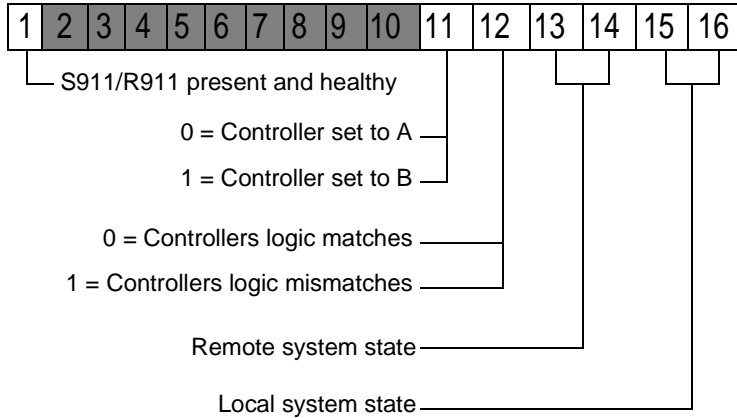 1 2 3 4 5 6 7 8 9 10 11 12 13 14 15 16
S911/R911 present and healthy
0 = Controller set to A
1 = Controller set to B
0 = Controllers logic matches
1 = Controllers logic mismatches
Remote system state
Local system state